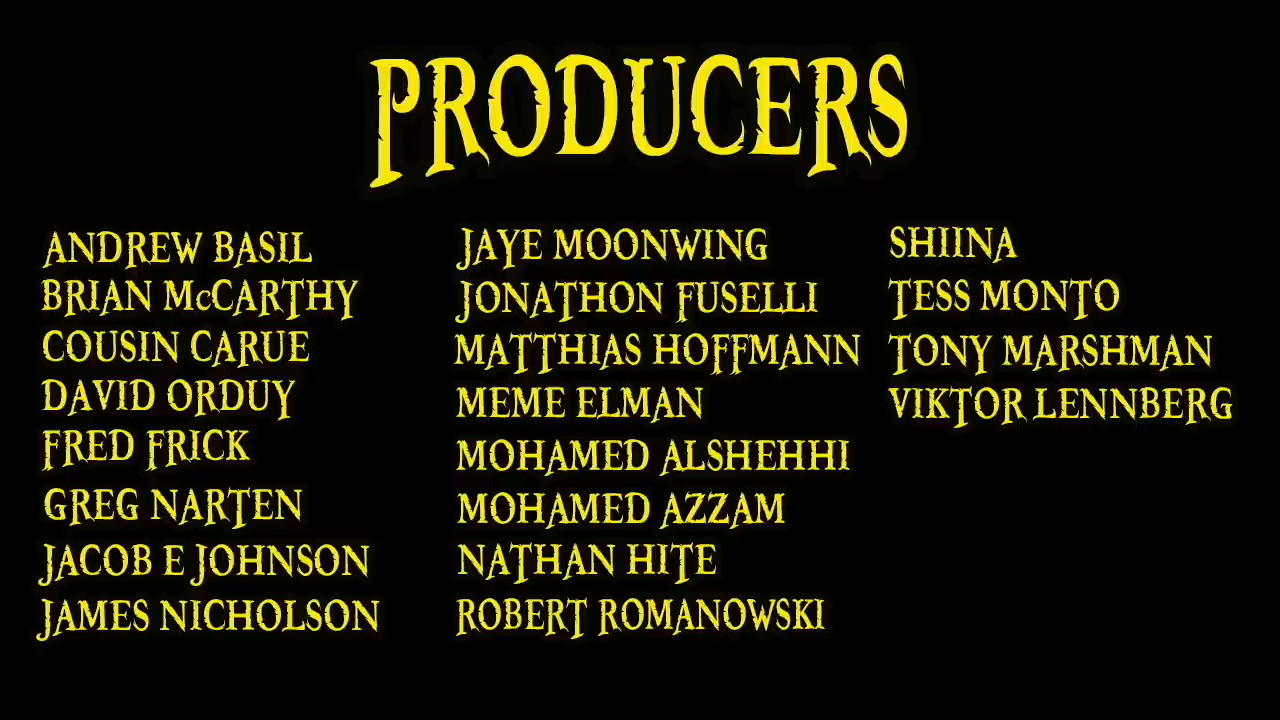 PRODUCERS
ANDREW BASIL
BRIAN McCARTHY
COUSIN CARUE
DAVID ORDUY
FRED FRICK
GREG NARTEN
JACOB E JOHNSON
JAMES NICHOLSON
JAYE MOONWING
JONATHON FUSELLI
MATTHIAS HOFFMANN
MEME ELMAN
MOHAMED ALSHEHHI
MOHAMED AZZAM
NATHAN HITE
ROBERT ROMANOWSKI
SHIINA
TESS MONTO
TONY MARSHMAN
VIKTOR LENNBERG